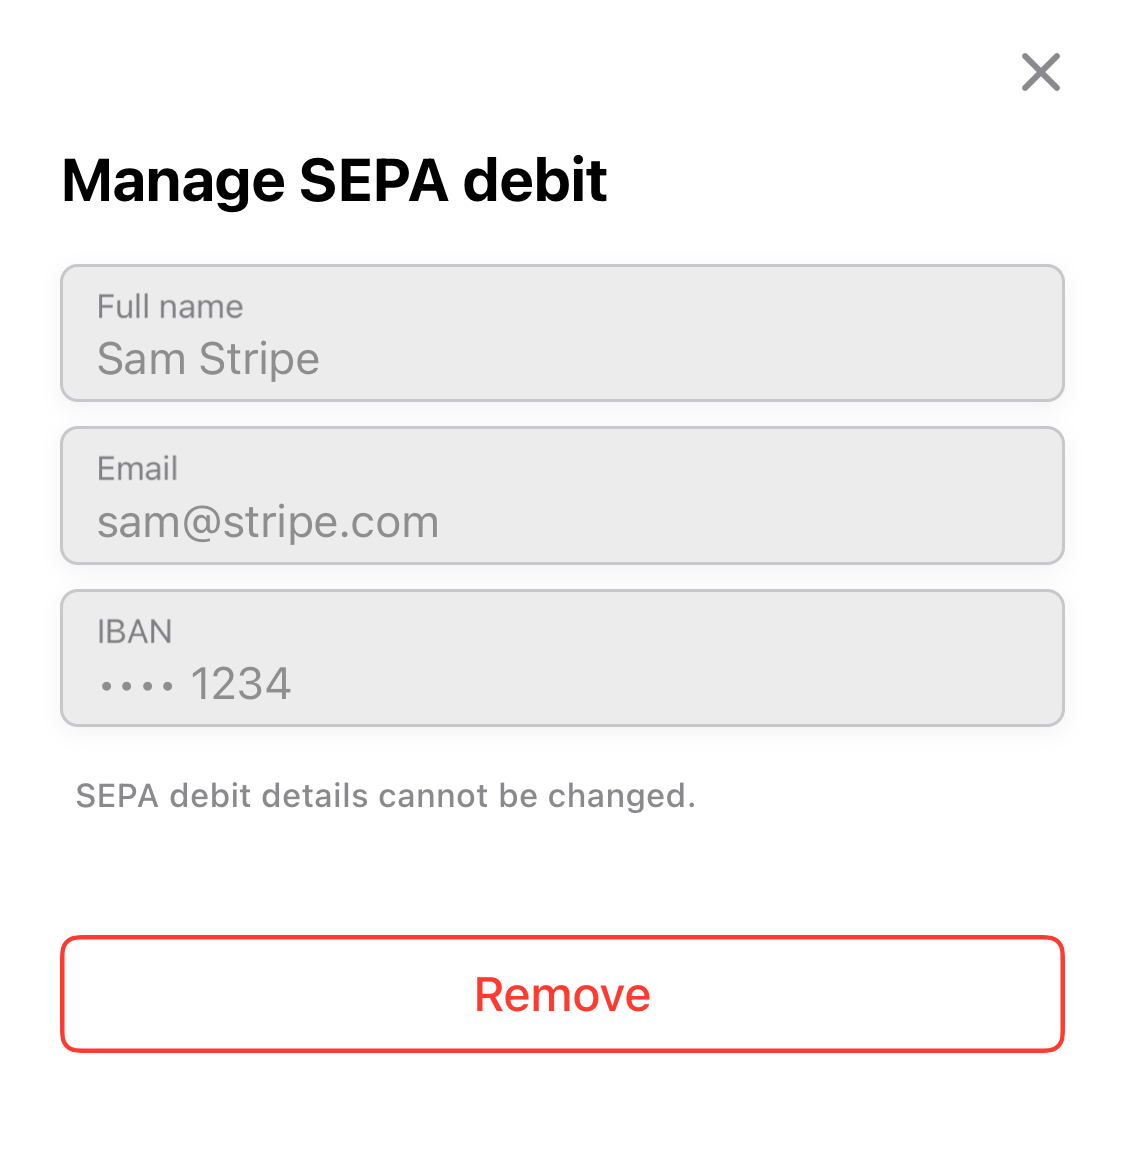 Manage SEPA debit
Full name
Sam Stripe
Email
sam@stripe.com
IBAN
•••• 1234
SEPA debit details cannot be changed.
Remove